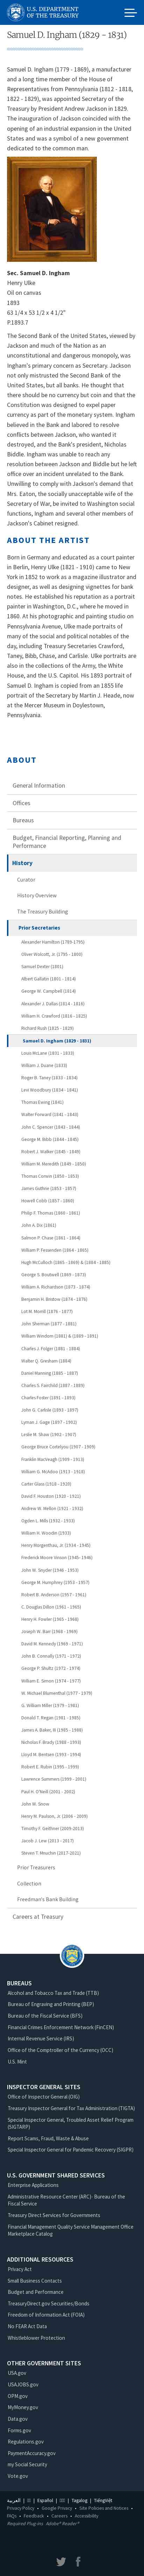 U.S. DEPARTMENT
OF THE TREASURY
Samuel D. Ingham (1829 - 1831)
Samuel D. Ingham (1779 - 1869), a manufacturer
and a long time member of the House of
Representatives from Pennsylvania (1812 - 1818,
1822 - 1829), was appointed Secretary of the
Treasury by President Andrew Jackson in 1829.
The inauguration of Jackson coincided with the
opening of the industrial expansion in the United
States which was a symbol of a new generation
dedicated to the common man.
Sec. Samuel D. Ingham
Henry Ulke
Oil on canvas
1893
63 1/4 x 53 1/2 x 4 1/2"
P.1893.7
The Second Bank of the United States, viewed by
Jackson and much of the Nation as an
unconstitutional and dangerous monopoly, was
Ingham's primary concern as Secretary. Jackson
mistrusted not only the Second Bank of the United
States, but all banks. He thought that there
should be no currency but coin and that the
Constitution was designed to expel paper currency
as part of the monetary system. Ingham believed
in the Bank and labored to resolve
conflicts between Jackson, who wanted it
destroyed, and the Bank's president, Nicholas
Biddle. Ingham was unable to reach any
resolution between Jackson and Biddle but he left
office over an incident unrelated to the Bank.
Refusing to comply with the social demands of
Mrs. Eaton, socially ambitious wife of the
Secretary of War, he was not invited to Washington social
functions, Ingham and several other members of
Jackson's Cabinet resigned.
ABOUT THE ARTIST
Born in Germany and educated as a court painter
in Berlin, Henry Ulke (1821 - 1910) came to New
York in 1852 to work as a magazine illustrator and
designer of banknotes. He established himself as a
portrait painter in Washington, D.C., where he moved in
1860. At his photographic and painting studio on
Pennsylvania Avenue, Ulke made portraits of
many of the social and political notables of the
day, including Treasury Secretaries Crawford,
Taney, Bibb, Chase, and Carlisle. Ulke portraits are
in the collections of the Army, the White
House, and the U.S. Capitol. His 1893 portrait of
Samuel D. Ingham is copied from an 1855 life
portrait of the Secretary by Martin J. Heade, now
at the Mercer Museum in Doylestown,
Pennsylvania.
ABOUT
General Information
Offices
Bureaus
Budget, Financial Reporting, Planning and
Performance
History
Curator
History Overview
The Treasury Building
Prior Secretaries
Alexander Hamilton (1789-1795)
Oliver Wolcott, Jr. (1795 - 1800)
Samuel Dexter (1801)
Albert Gallatin (1801 - 1814)
George W. Campbell (1814)
Alexander J. Dallas (1814 - 1816)
William H. Crawford (1816 - 1825)
Richard Rush (1825 - 1829)
Samuel D. Ingham (1829 - 1831)
Louis McLane (1831 - 1833)
William J. Duane (1833)
Roger B. Taney (1833 - 1834)
Levi Woodbury (1834 - 1841)
Thomas Ewing (1841)
Walter Forward (1841 - 1843)
John C. Spencer (1843 - 1844)
George M. Bibb (1844 - 1845)
Robert J. Walker (1845 - 1849)
William M. Meredith (1849 - 1850)
Thomas Corwin (1850 - 1853)
James Guthrie (1853 - 1857)
Howell Cobb (1857 - 1860)
Philip F. Thomas (1860 - 1861)
John A. Dix (1861)
Salmon P. Chase (1861 - 1864)
William P. Fessenden (1864 - 1865)
Hugh McCulloch (1865 - 1869) & (1884 - 1885)
George S. Boutwell (1869 - 1873)
William A. Richardson (1873 - 1874)
Benjamin H. Bristow (1874 - 1876)
Lot M. Morrill (1876 - 1877)
John Sherman (1877 - 1881)
William Windom (1881) & (1889 - 1891)
Charles J. Folger (1881 - 1884)
Walter Q. Gresham (1884)
Daniel Manning (1885 - 1887)
Charles S. Fairchild (1887 - 1889)
Charles Foster (1891 - 1893)
John G. Carlisle (1893 - 1897)
Lyman J. Gage (1897 - 1902)
Leslie M. Shaw (1902 - 1907)
George Bruce Cortelyou (1907 - 1909)
Franklin MacVeagh (1909 - 1913)
William G. McAdoo (1913 - 1918)
Carter Glass (1918 - 1920)
David F. Houston (1920 - 1921)
Andrew W. Mellon (1921 - 1932)
Ogden L. Mills (1932 - 1933)
William H. Woodin (1933)
Henry Morgenthau, Jr. (1934 - 1945)
Frederick Moore Vinson (1945-1946)
John W. Snyder (1946 - 1953)
George M. Humphrey (1953 - 1957)
Robert B. Anderson (1957 - 1961)
C. Douglas Dillon (1961 - 1965)
Henry H. Fowler (1965 - 1968)
Joseph W. Barr (1968 - 1969)
David M. Kennedy (1969 - 1971)
John B. Connally (1971 - 1972)
George P. Shultz (1972 - 1974)
William E. Simon (1974 - 1977)
W. Michael Blumenthal (1977 - 1979)
G. William Miller (1979 - 1981)
Donald T. Regan (1981 - 1985)
James A. Baker, III (1985 - 1988)
Nicholas F. Brady (1988 - 1993)
Lloyd M. Bentsen (1993 - 1994)
Robert E. Rubin (1995 - 1999)
Lawrence Summers (1999 - 2001)
Paul H. O'Neill (2001 - 2002)
John W. Snow
Henry M. Paulson, Jr. (2006 - 2009)
Timothy F. Geithner (2009-2013)
Jacob J. Lew (2013 - 2017)
Steven T. Mnuchin (2017-2021)
Prior Treasurers
Collection
Freedman's Bank Building
Careers at Treasury
BUREAUS
Alcohol and Tobacco Tax and Trade (TTB)
Bureau of Engraving and Printing (BEP)
Bureau of the Fiscal Service (BFS)
Financial Crimes Enforcement Network (FinCEN)
Internal Revenue Service (IRS)
Office of the Comptroller of the Currency (OCC)
U.S. Mint
INSPECTOR GENERAL SITES
Office of Inspector General (OIG)
Treasury Inspector General for Tax Administration (TIGTA)
Special Inspector General, Troubled Asset Relief Program
(SIGTARP)
Report Scams, Fraud, Waste & Abuse
Special Inspector General for Pandemic Recovery (SIGPR)
U.S. GOVERNMENT SHARED SERVICES
Enterprise Applications
Administrative Resource Center (ARC)- Bureau of the
Fiscal Service
Treasury Direct Services for Governments
Financial Management Quality Service Management Office
Marketplace Catalog
ADDITIONAL RESOURCES
Privacy Act
Small Business Contacts
Budget and Performance
TreasuryDirect.gov Securities/Bonds
Freedom of Information Act (FOIA)
No FEAR Act Data
Whistleblower Protection
OTHER GOVERNMENT SITES
USA.gov
USAJOBS.gov
OPM.gov
MyMoney.gov
Data.gov
Forms.gov
Regulations.gov
PaymentAccuracy.gov
my Social Security
Vote.gov
العربية | | Español | | Tagalog | TiếngViệt
Privacy Policy • Google Privacy • Site Policies and Notices •
FAQs • Feedback • Careers • Accessibility
Required Plug-ins Adobe® Reader®